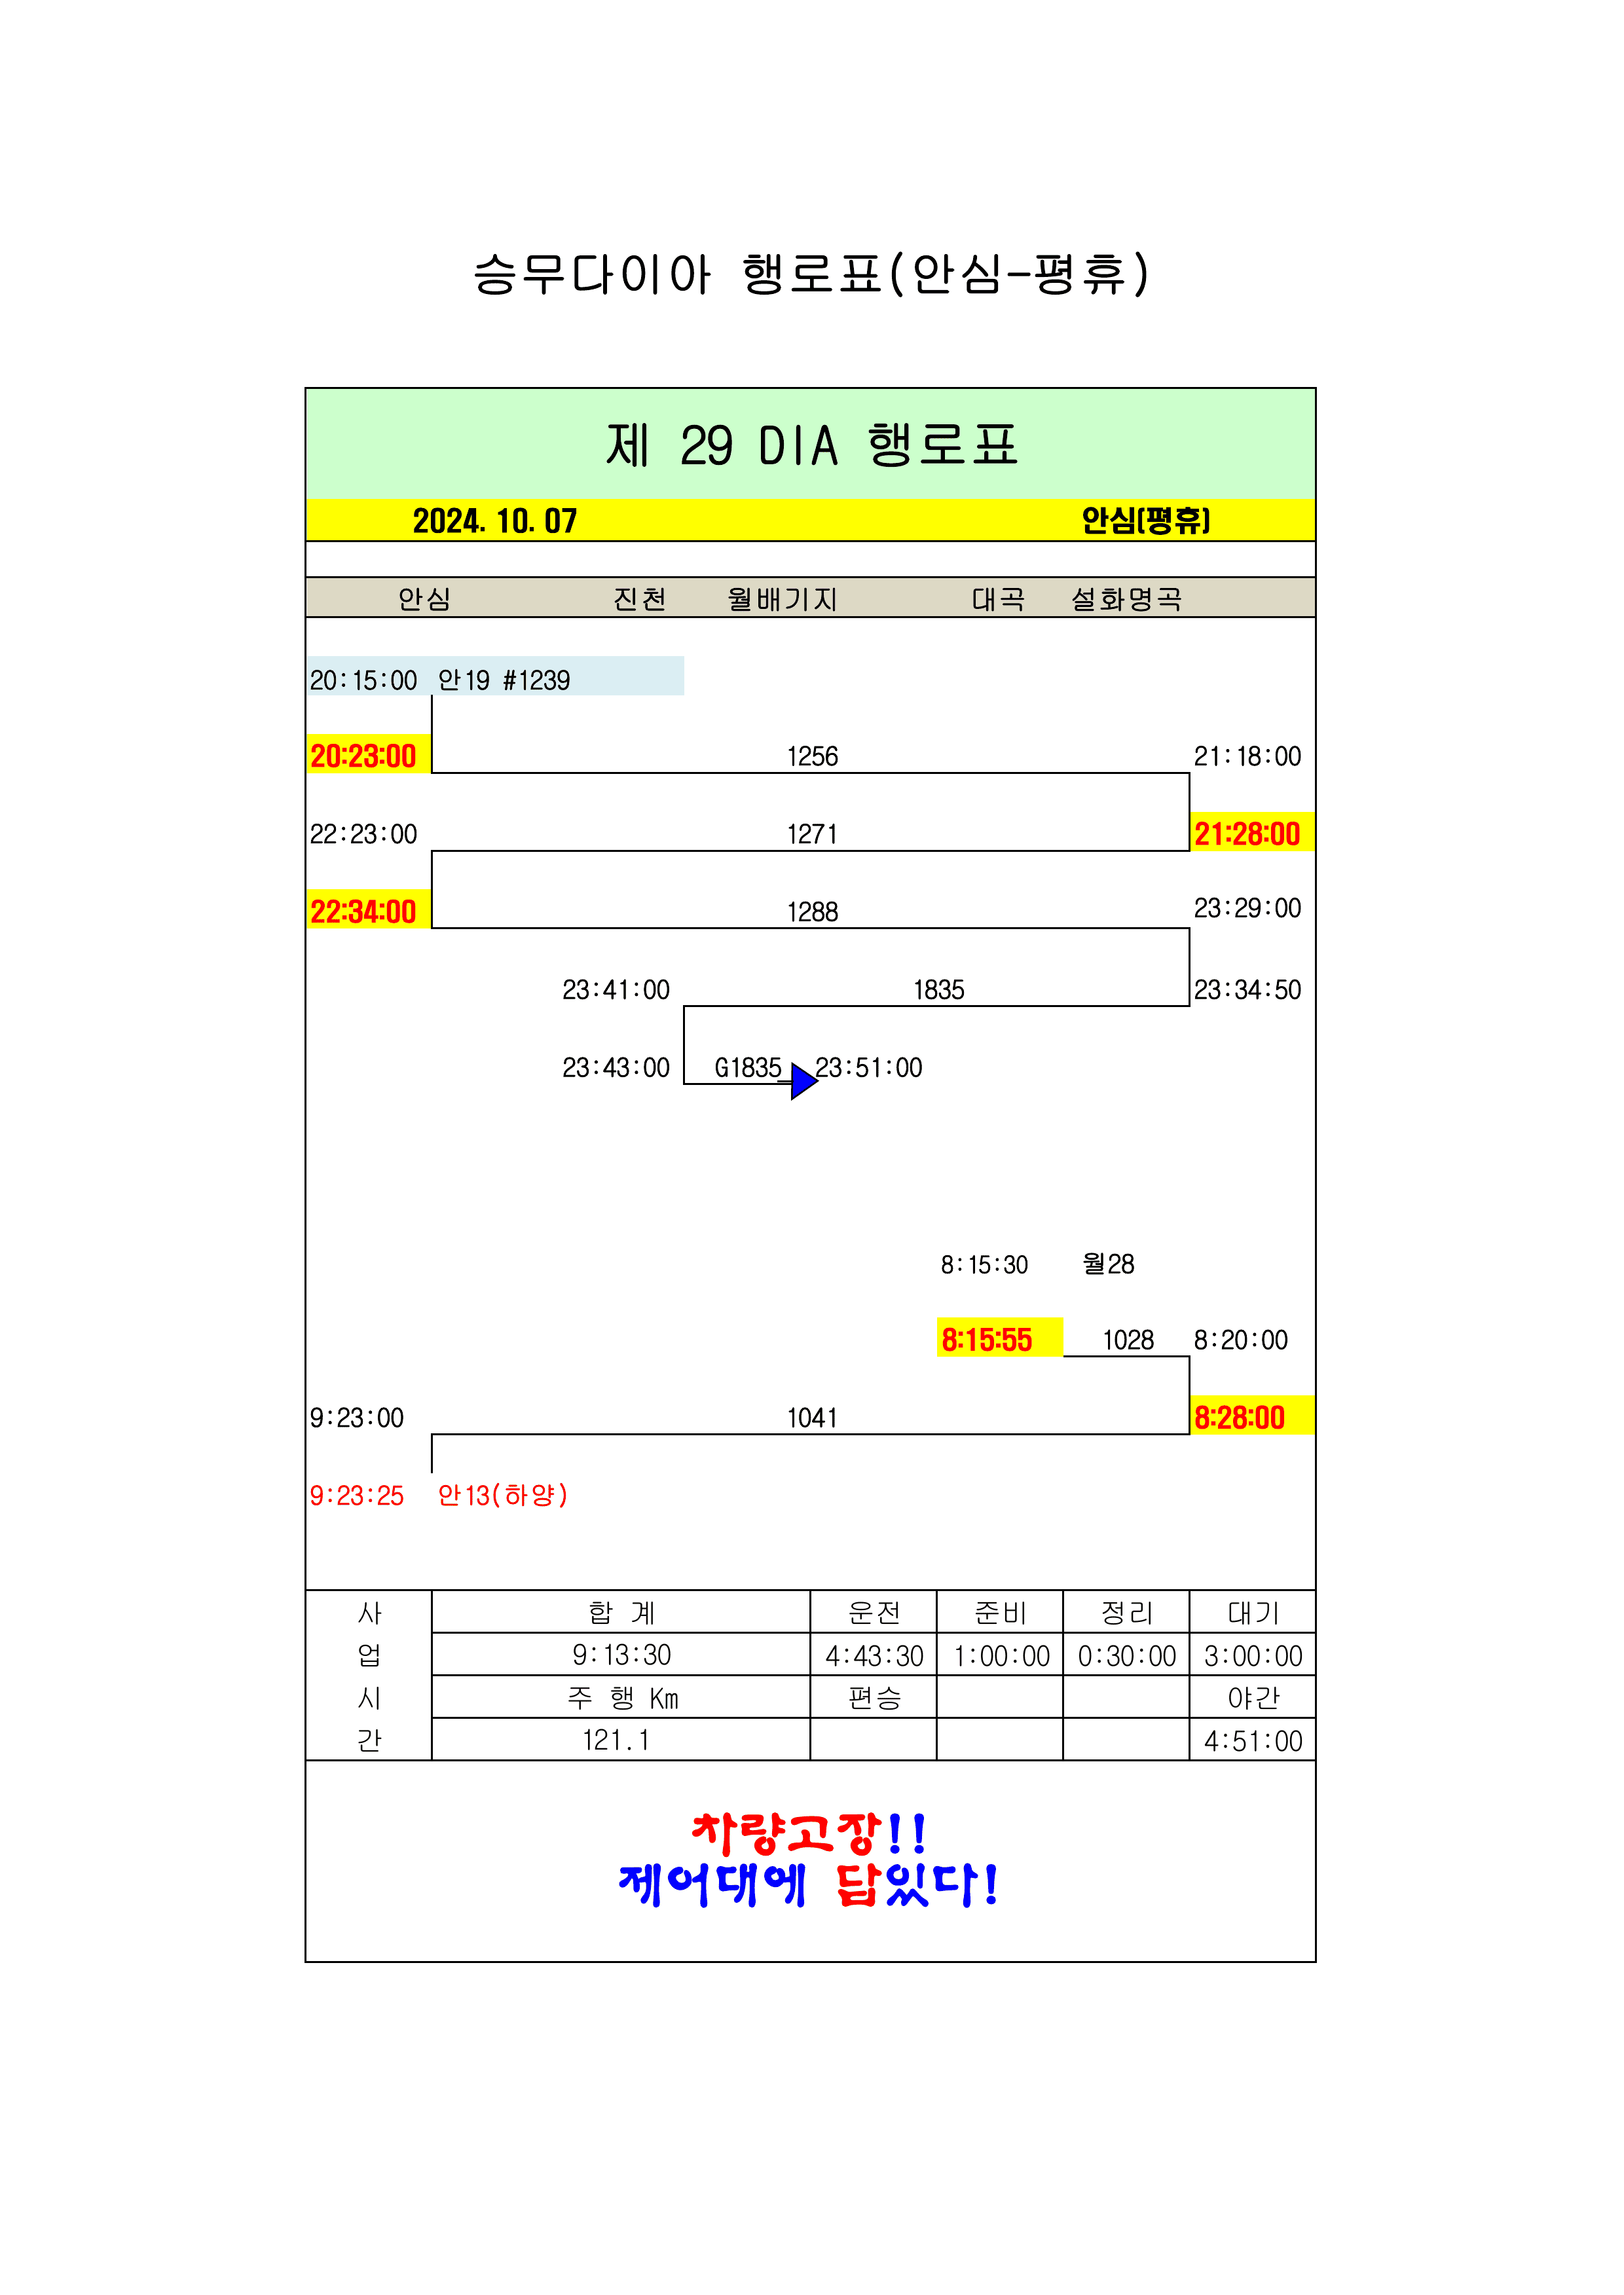 승무다이아 행로표(안심-평휴)
제 29 DIA 행로표
2024. 10. 07 안심(평휴)
안심 진천 월배기지 대곡 설화명곡
20:15:00 안19 #1239
20:23:00 1256 21:18:00
22:23:00 1271 21:28:00
22:34:00 1288 23:29:00
23:41:00 1835 23:34:50
23:43:00 G1835 23:51:00
8:15:30 월28
8:15:55 1028 8:20:00
9:23:00 1041 8:28:00
9:23:25 안13(하양)
사 합 계 운전 준비 정리 대기
업 9:13:30 4:43:30 1:00:00 0:30:00 3:00:00
시 주 행 Km 편승 야간
간 121.1 4:51:00
차량고장!!
제어대에 답있다!